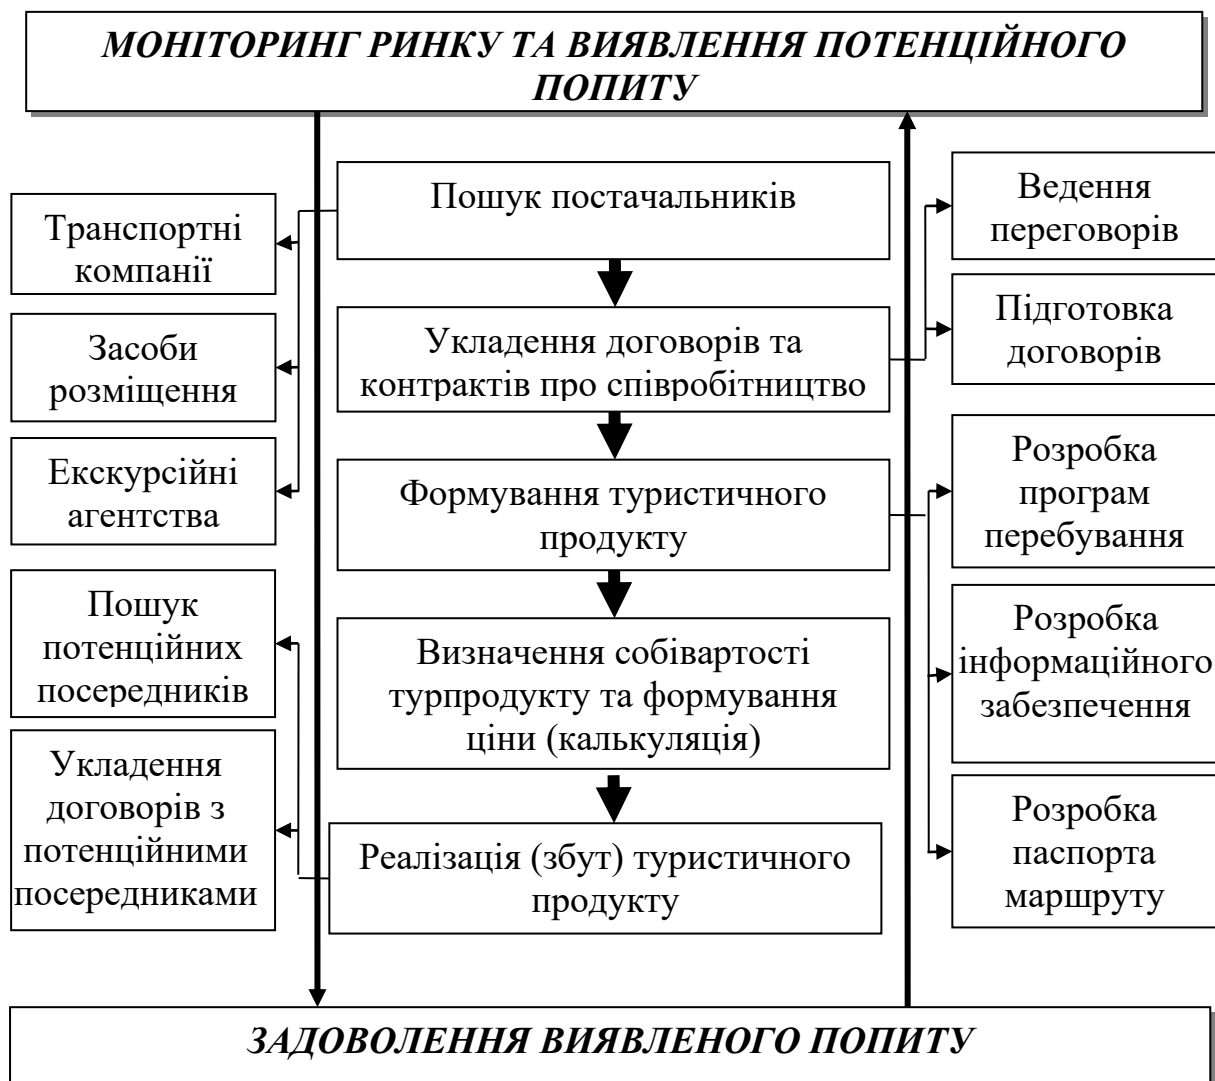 МОНІТОРИНГ РИНКУ ТА ВИЯВЛЕННЯ ПОТЕНЦІЙНОГО
ПОПИТУ
Пошук постачальників
Транспортні
компанії
Засоби
розміщення
Екскурсійні
агентства
Укладення договорів та
контрактів про співробітництво
Ведення
переговорів
Підготовка
договорів
Формування туристичного
продукту
Розробка
програм
перебування
Розробка
інформаційного
забезпечення
Розробка
паспорта
маршруту
Визначення собівартості
турпродукту та формування
ціни (калькуляція)
Реалізація (збут) туристичного
продукту
Пошук
потенційних
посередників
Укладення
договорів з
потенційними
посередниками
ЗАДОВОЛЕННЯ ВИЯВЛЕНОГО ПОПИТУ